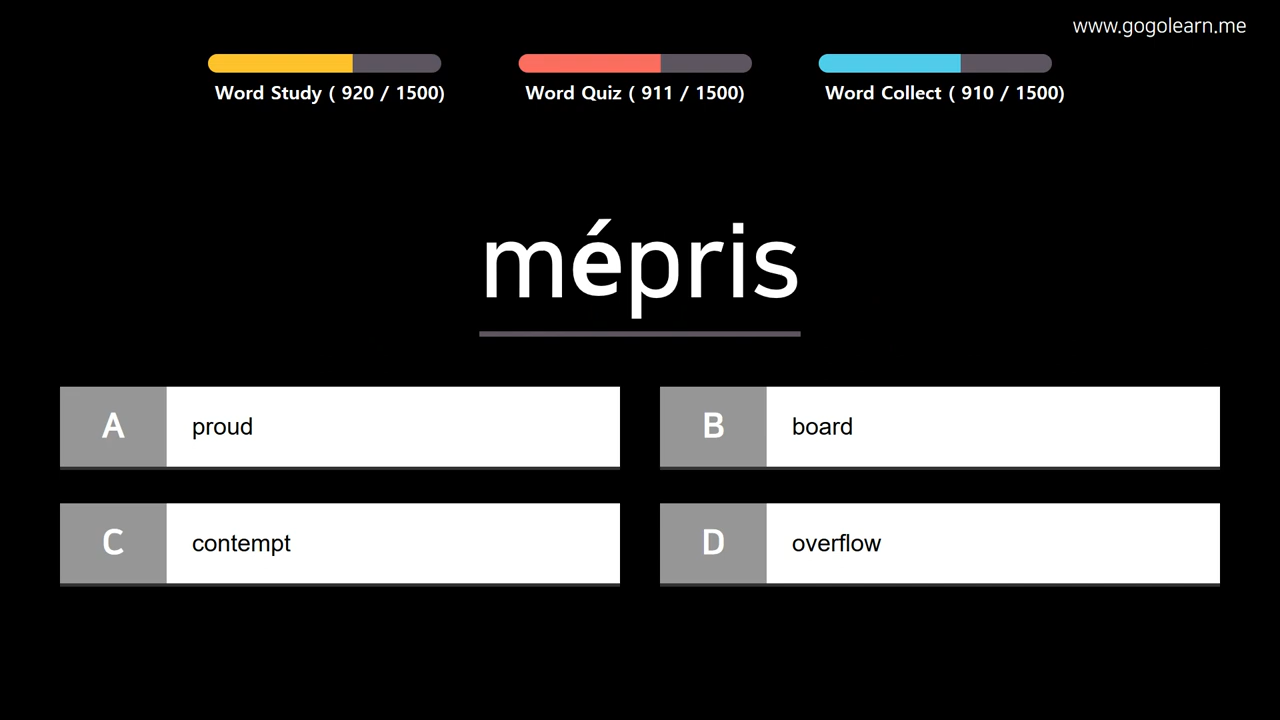 www.gogolearn.me
Word Study ( 920 / 1500)
Word Quiz ( 911 / 1500)
Word Collect ( 910 / 1500)
mépris
A proud
B board
C contempt
D overflow